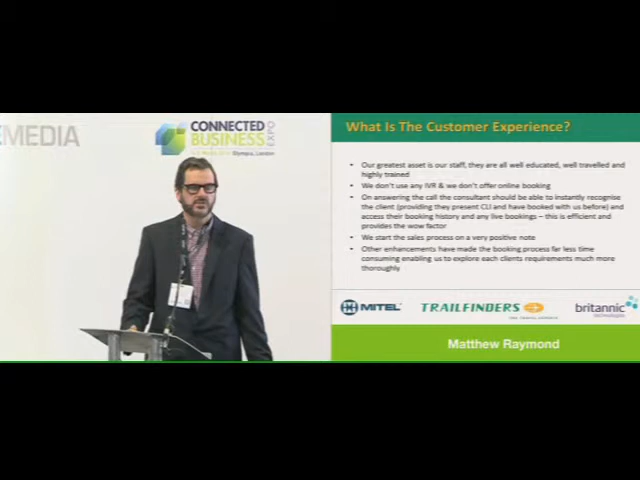 EMEDIA
CONNECTED
BUSINESS
EXPO
Olympia, London
What Is The Customer Experience?
• Our greatest asset is our staff, they are all well educated, well travelled and
highly trained
• We don't use any IVR & we don't offer online booking
• On answering the call the consultant should be able to instantly recognise
the client (providing they present CLI and have booked with us before) and
access their booking history and any live bookings – this is efficient and
provides the wow factor
• We start the sales process on a very positive note
• Other enhancements have made the booking process far less time
consuming enabling us to explore each clients requirements much more
thoroughly
MITEL
TRAILFINDERS
britannic
technologies
Matthew Raymond